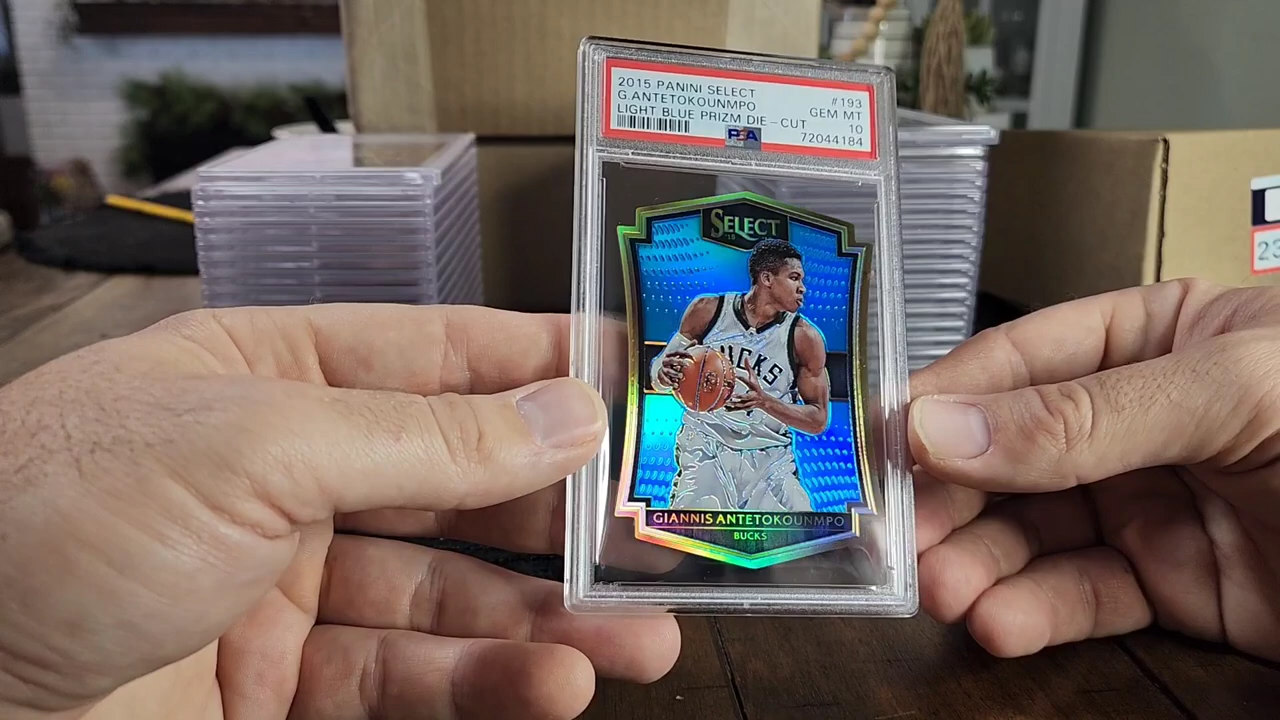 2015 PANINI SELECT #193
G.ANTETOKOUNMPO GEM MT
LIGHT BLUE PRIZM DIE-CUT 10
PSA 72044184
SELECT
BUCKS
GIANNIS ANTETOKOUNMPO
BUCKS
23